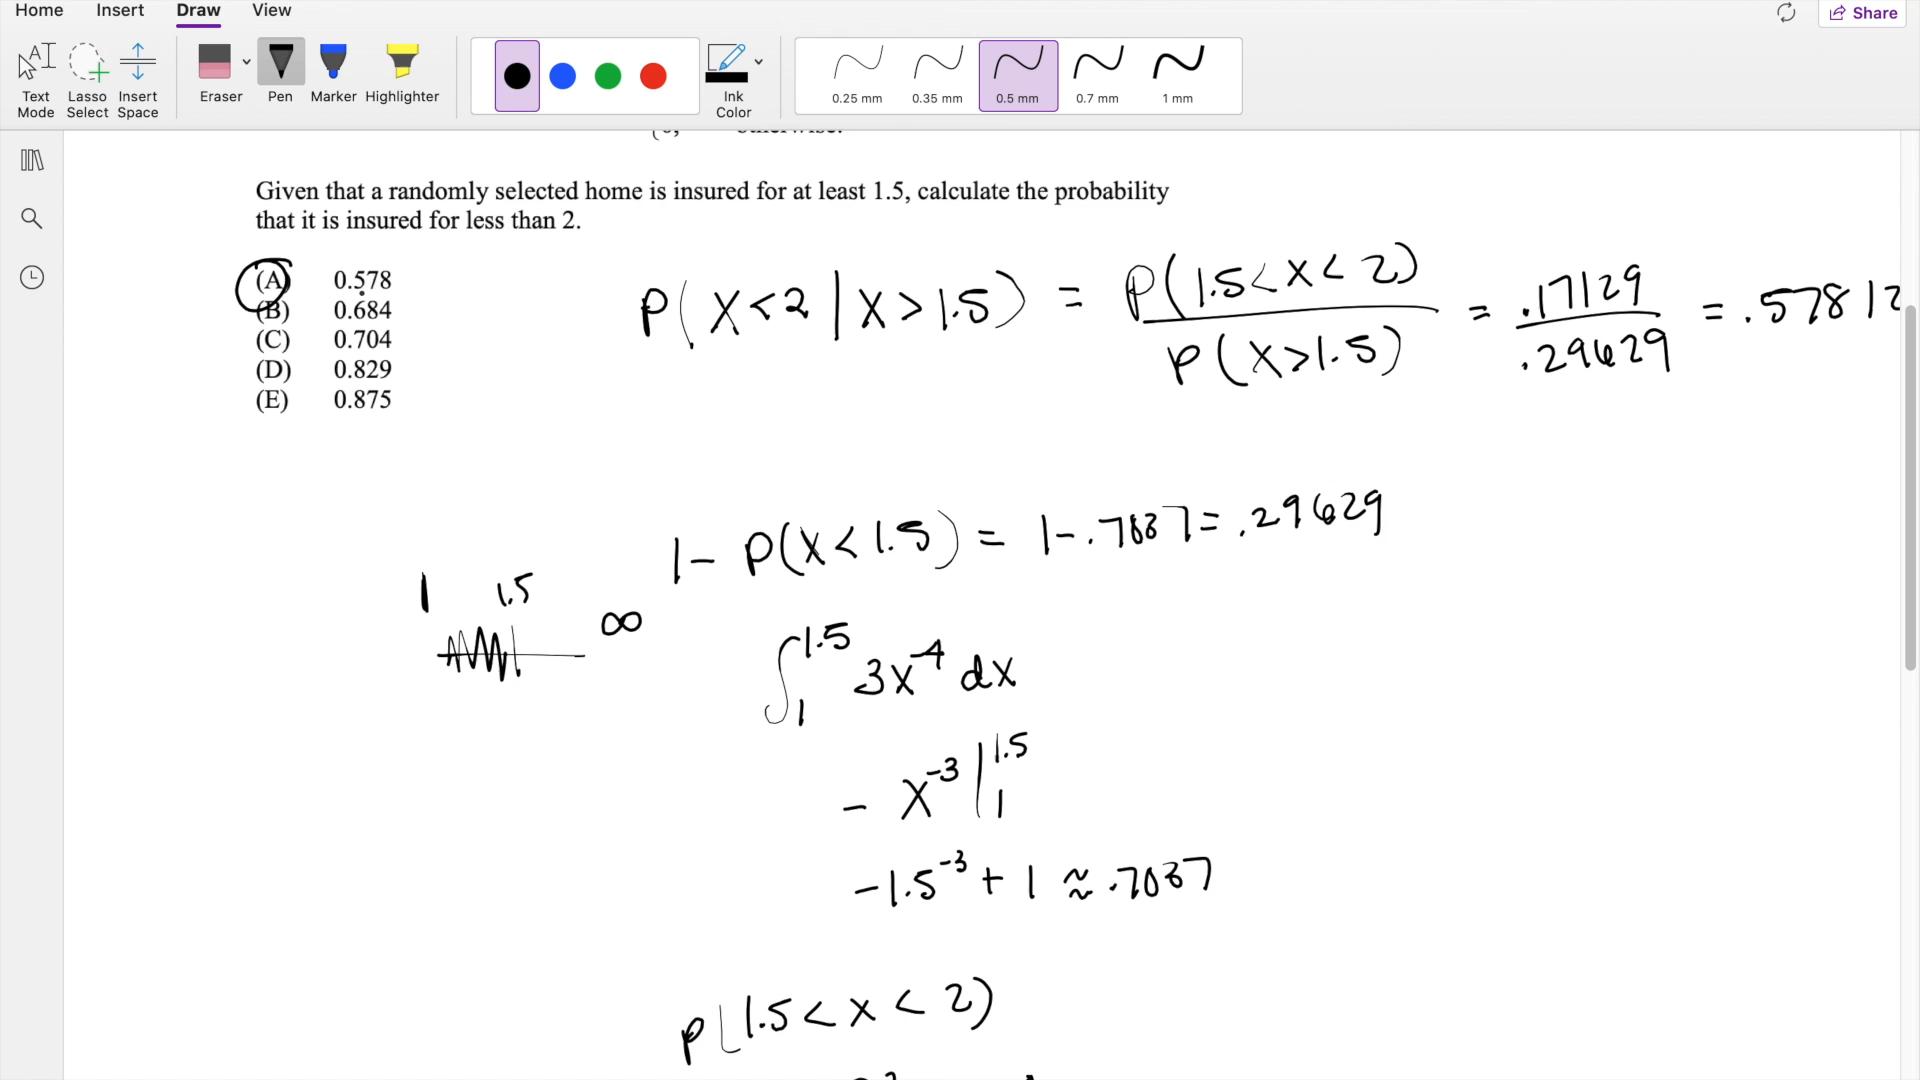 Home Insert Draw View Share
Text Mode
Lasso Select
Insert Space
Eraser
Pen
Marker
Highlighter
Ink Color
0.25 mm
0.35 mm
0.5 mm
0.7 mm
1 mm
Given that a randomly selected home is insured for at least 1.5, calculate the probability
that it is insured for less than 2.
(A) 0.578
(B) 0.684
(C) 0.704
(D) 0.829
(E) 0.875
P(X<2|X>1.5) = P(1.5<X<2) / P(X>1.5) = .17129 / .29629 = .57812
1 - P(X<1.5) = 1-.7037 = .29629
1 1.5 ∞
∫₁^1.5 3x^-4 dx
- x^-3 |₁^1.5
-1.5^-3 + 1 ≈ .7037
P(1.5<x<2)